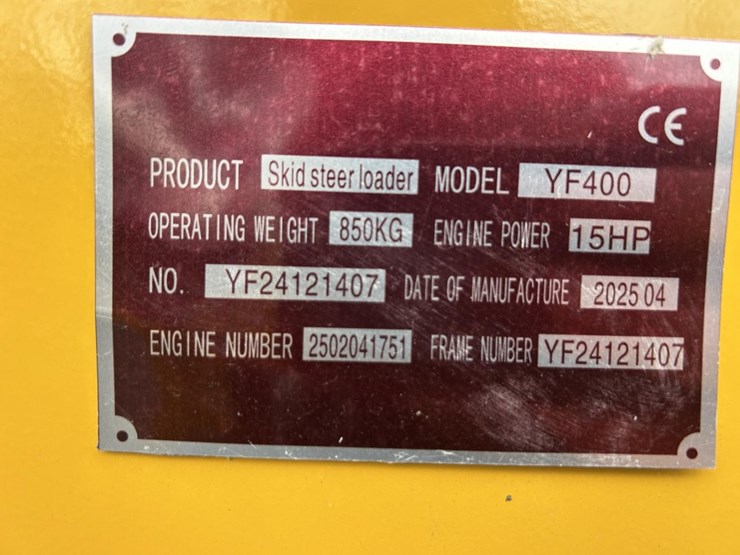 CE
PRODUCT Skid steer loader MODEL YF400
OPERATING WEIGHT 850KG ENGINE POWER 15HP
NO. YF24121407 DATE OF MANUFACTURE 2025 04
ENGINE NUMBER 2502041751 FRAME NUMBER YF24121407